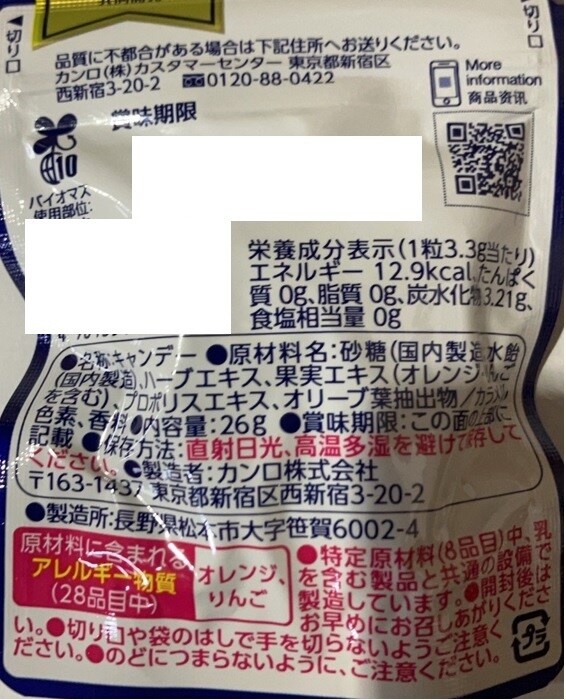 切り口
切り口
品質に不都合がある場合は下記住所へお送りください。
カンロ(株)カスタマーセンター 東京都新宿区
西新宿3-20-2 0120-88-0422
More
information
商品资讯
賞味期限
10
バイオマス
使用部位:
栄養成分表示(1粒3.3g当たり)
エネルギー 12.9kcal、たんぱく
質 0g、脂質 0g、炭水化物3.21g、
食塩相当量 0g
●名称:キャンデー ●原材料名:砂糖(国内製造)、水飴
(国内製造)、ハーブエキス、果実エキス(オレンジ・りんご
を含む)、プロポリスエキス、オリーブ葉抽出物/カラメル
色素、香料 ●内容量:26g ●賞味期限:この面の上部に
記載 ●保存方法:直射日光、高温多湿を避けて保存して
ください。●製造者:カンロ株式会社
〒163-1437 東京都新宿区西新宿3-20-2
●製造所:長野県松本市大字笹賀6002-4
原材料に含まれる
アレルギー物質
(28品目中)
オレンジ、
りんご
●特定原材料(8品目)中、乳
を含む製品と共通の設備で
製造しています。●開封後は
お早めにお召しあがりくださ
い。●切り口や袋のはしで手を切らないようご注意く
ださい。●のどにつまらないように、ご注意ください。
プラ